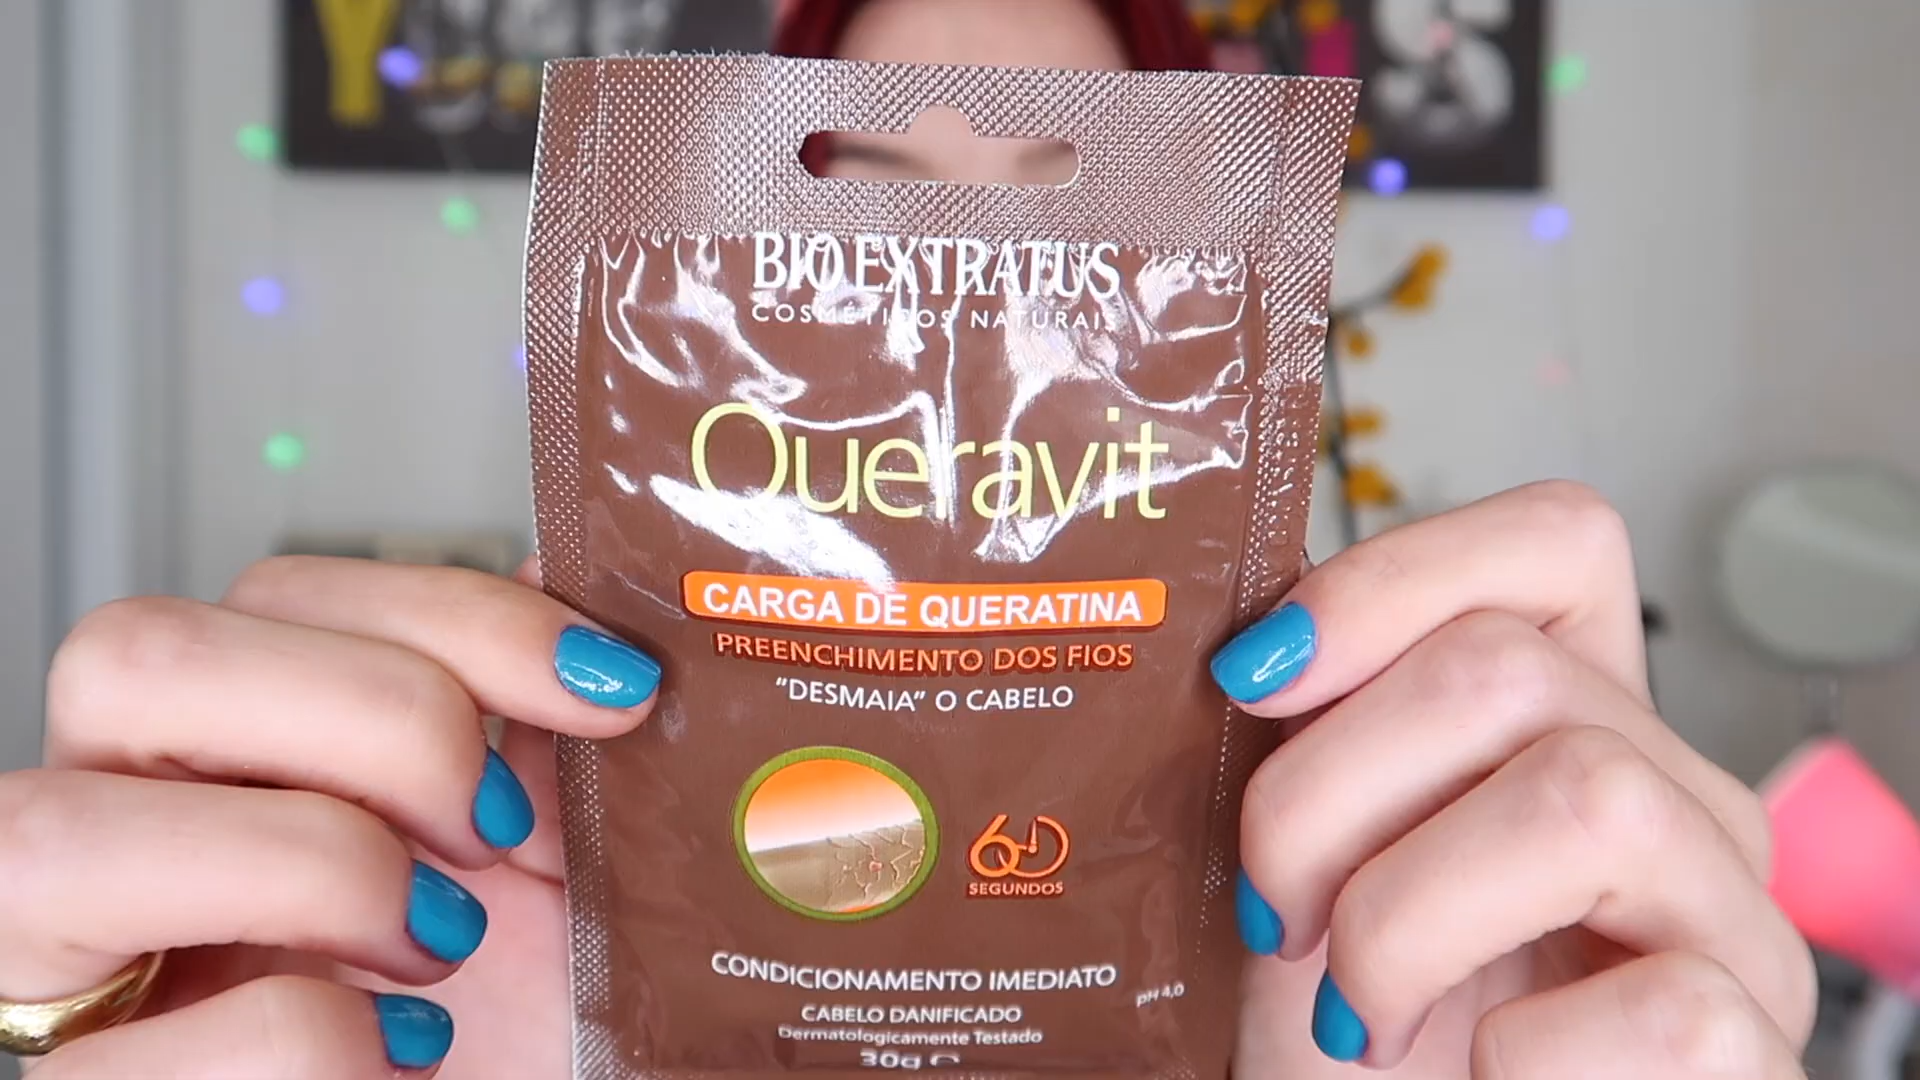 BIO EXTRATUS
COSMÉTICOS NATURAIS
Queravit
CARGA DE QUERATINA
PREENCHIMENTO DOS FIOS
“DESMAIA” O CABELO
60
SEGUNDOS
CONDICIONAMENTO IMEDIATO
pH 4,0
CABELO DANIFICADO
Dermatologicamente Testado
30g